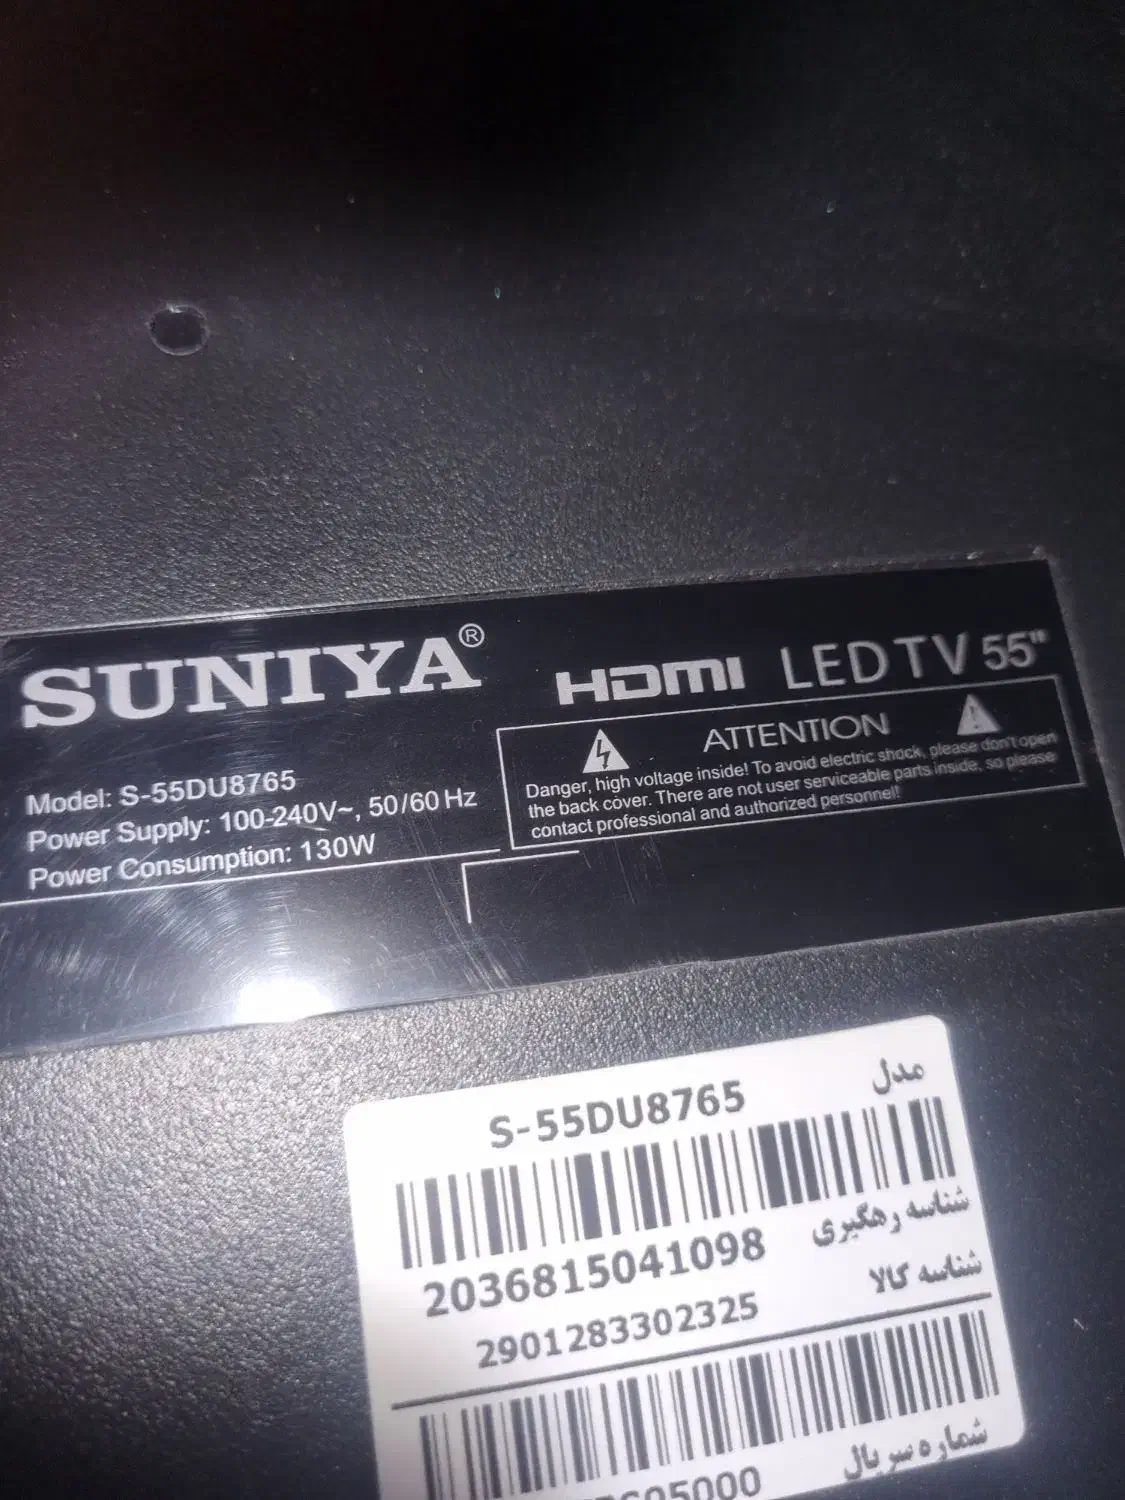 SUNIYA®
HDMI LED TV 55"
Model: S-55DU8765
Power Supply: 100-240V~, 50/60 Hz
Power Consumption: 130W
ATTENTION
Danger, high voltage inside! To avoid electric shock, please don't open
the back cover. There are not user serviceable parts inside, so please
contact professional and authorized personnel!
S-55DU8765 مدل
2036815041098 شناسه رهگیری
2901283302325 شناسه کالا
شماره سریال